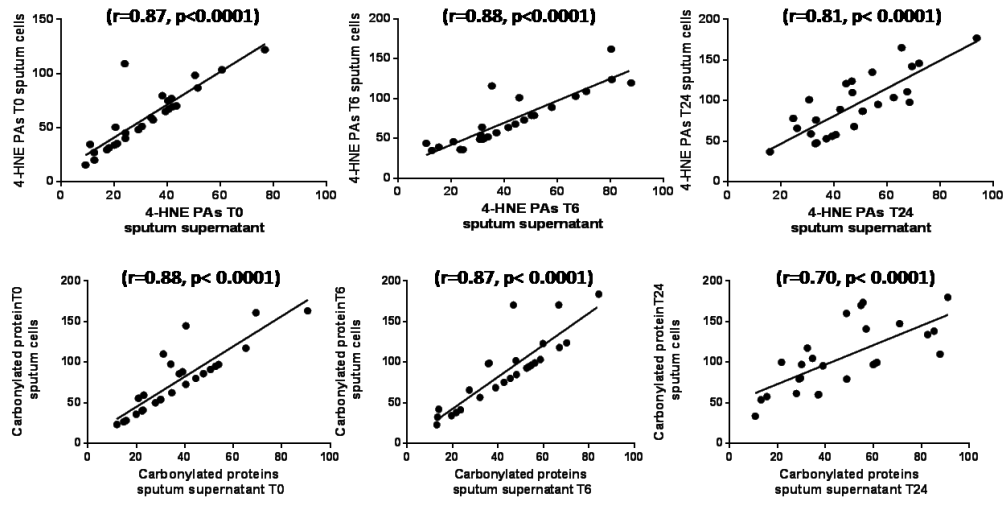 (r=0.87, p<0.0001)
4-HNE PAs T0 sputum cells
150
100
50
0
0 20 40 60 80 100
4-HNE PAs T0
sputum supernatant
(r=0.88, p<0.0001)
4-HNE PAs T6 sputum cells
200
150
100
50
0
0 20 40 60 80 100
4-HNE PAs T6
sputum supernatant
(r=0.81, p< 0.0001)
4-HNE PAs T24 sputum cells
200
150
100
50
0
0 20 40 60 80 100
4-HNE PAs T24
sputum supernatant
(r=0.88, p< 0.0001)
Carbonylated proteinT0
sputum cells
200
150
100
50
0
0 20 40 60 80 100
Carbonylated proteins
sputum supernatant T0
(r=0.87, p< 0.0001)
Carbonylated proteinT6
sputum cells
200
150
100
50
0
0 20 40 60 80 100
Carbonylated proteins
sputum supernatant T6
(r=0.70, p< 0.0001)
Carbonylated proteinT24
sputum cells
200
150
100
50
0
0 20 40 60 80 100
Carbonylated proteins
sputum supernatant T24